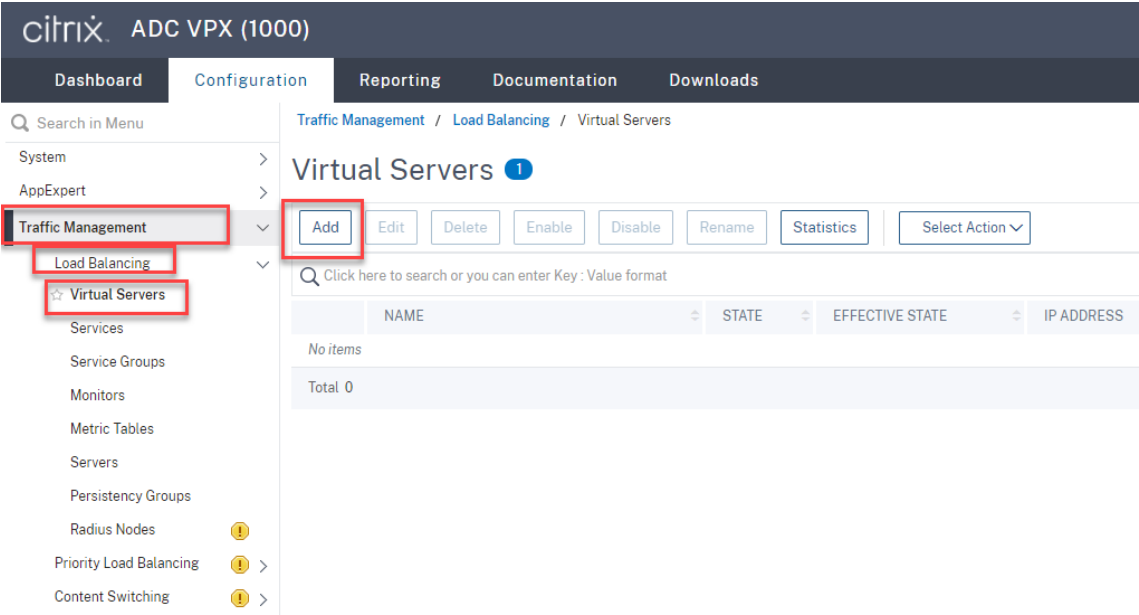 citrix. ADC VPX (1000)
Dashboard Configuration Reporting Documentation Downloads
Search in Menu
System
AppExpert
Traffic Management
Load Balancing
Virtual Servers
Services
Service Groups
Monitors
Metric Tables
Servers
Persistency Groups
Radius Nodes
Priority Load Balancing
Content Switching
Traffic Management / Load Balancing / Virtual Servers
Virtual Servers 1
Add Edit Delete Enable Disable Rename Statistics Select Action
Click here to search or you can enter Key : Value format
NAME STATE EFFECTIVE STATE IP ADDRESS
No items
Total 0